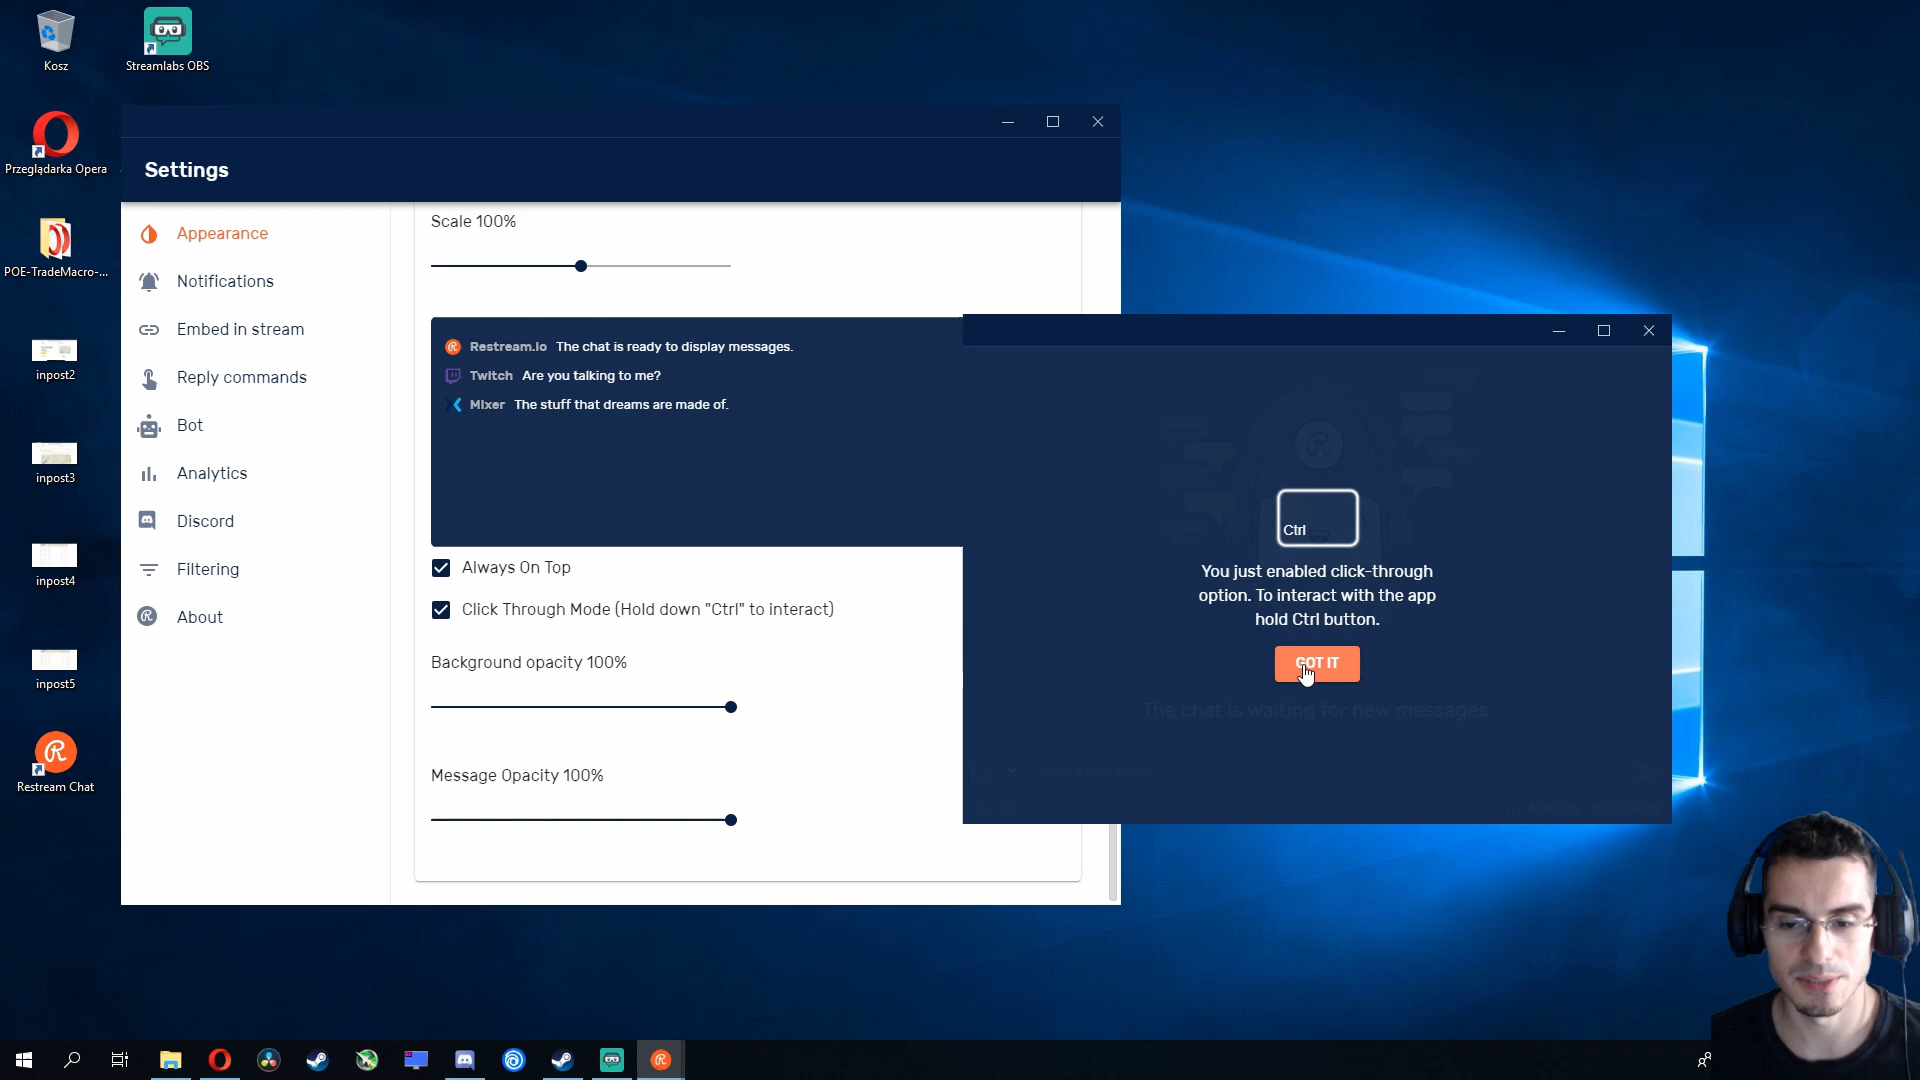 Kosz
Streamlabs OBS
Przeglądarka Opera
POE-TradeMacro-...
inpost2
inpost3
inpost4
inpost5
Restream Chat
Settings
Appearance
Notifications
Embed in stream
Reply commands
Bot
Analytics
Discord
Filtering
About
Scale 100%
Restream.io The chat is ready to display messages.
Twitch Are you talking to me?
Mixer The stuff that dreams are made of.
Always On Top
Click Through Mode (Hold down "Ctrl" to interact)
Background opacity 100%
Message Opacity 100%
Ctrl
You just enabled click-through
option. To interact with the app
hold Ctrl button.
GOT IT
The chat is waiting for new messages